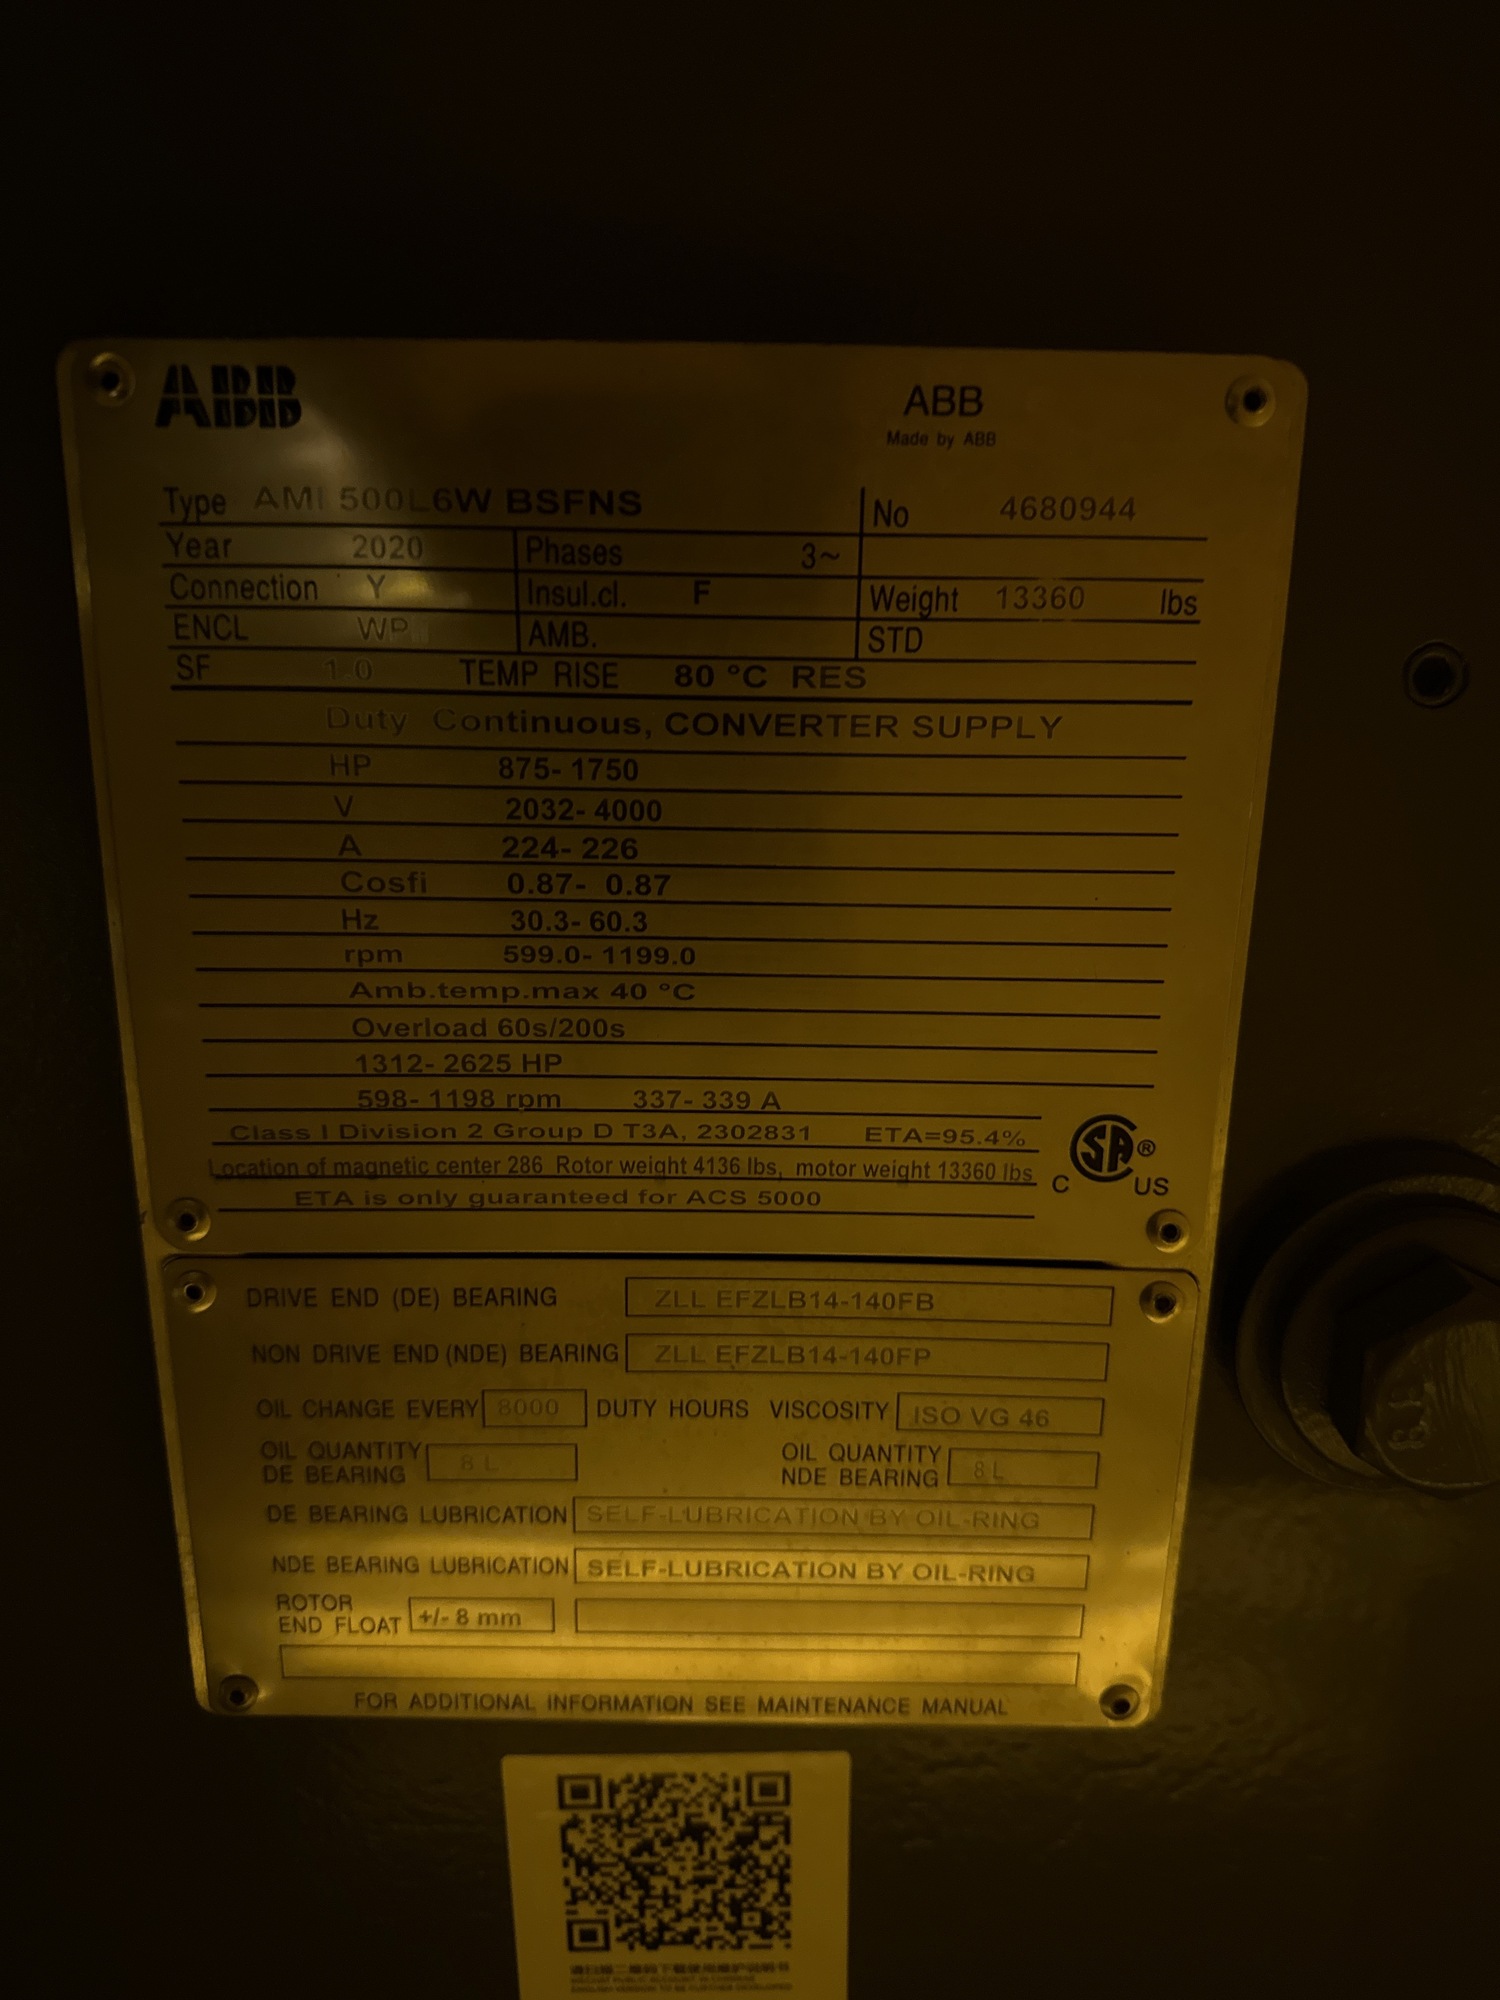 ABB
ABB
Made by ABB
Type AMI 500L6W BSFNS No 4680944
Year 2020 Phases 3~
Connection Y Insul.cl. F Weight 13360 lbs
ENCL AMB. STD
SF 1.0 TEMP RISE 80 °C RES
Duty Continuous, CONVERTER SUPPLY
HP 875- 1750
V 2032- 4000
A 224- 226
Cosfi 0.87- 0.87
Hz 30.3- 60.3
rpm 599.0- 1199.0
Amb.temp.max 40 °C
Overload 60s/200s
1312- 2625 HP
598- 1198 rpm 337- 339 A
Class I Division 2 Group D T3A, 2302831 ETA=95.4%
Location of magnetic center 286 Rotor weight 4136 lbs, motor weight 13360 lbs
ETA is only guaranteed for ACS 5000
C SA ® US
DRIVE END (DE) BEARING ZLL EFZLB14-140FB
NON DRIVE END (NDE) BEARING ZLL EFZLB14-140FP
OIL CHANGE EVERY 8000 DUTY HOURS VISCOSITY ISO VG 46
OIL QUANTITY DE BEARING 8 L OIL QUANTITY NDE BEARING 8 L
DE BEARING LUBRICATION SELF-LUBRICATION BY OIL-RING
NDE BEARING LUBRICATION SELF-LUBRICATION BY OIL-RING
ROTOR END FLOAT +/- 8 mm
FOR ADDITIONAL INFORMATION SEE MAINTENANCE MANUAL